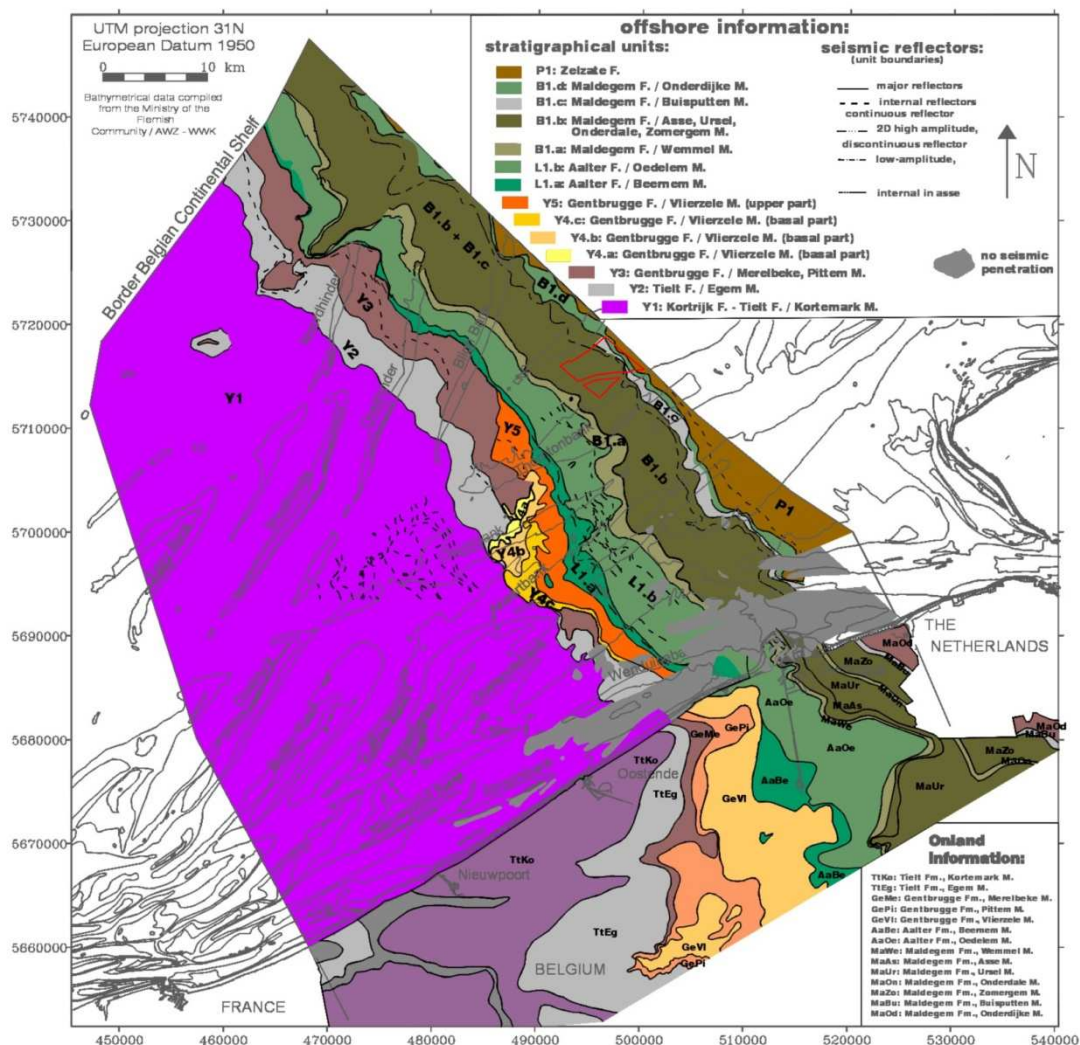 UTM projection 31N
European Datum 1950
0 10 km
Bathymetrical data compiled
from the Ministry of the
Flemish
Community / AWZ - WWK
offshore information:
stratigraphical units:
P1: Zelzate F.
B1.d: Maldegem F. / Onderdijke M.
B1.c: Maldegem F. / Buisputten M.
B1.b: Maldegem F. / Asse, Ursel,
Onderdale, Zomergem M.
B1.a: Maldegem F. / Wemmel M.
L1.b: Aalter F. / Oedelem M.
L1.a: Aalter F. / Beernem M.
Y5: Gentbrugge F. / Vlierzele M. (upper part)
Y4.c: Gentbrugge F. / Vlierzele M. (basal part)
Y4.b: Gentbrugge F. / Vlierzele M. (basal part)
Y4.a: Gentbrugge F. / Vlierzele M. (basal part)
Y3: Gentbrugge F. / Merelbeke, Pittem M.
Y2: Tielt F. / Egem M.
Y1: Kortrijk F. - Tielt F. / Kortemark M.
seismic reflectors:
(unit boundaries)
major reflectors
internal reflectors
continuous reflector
2D high amplitude,
discontinuous reflector
low-amplitude,
internal in asse
N
no seismic
penetration
Border Belgian Continental Shelf
5740000
5730000
5720000
5710000
5700000
5690000
5680000
5670000
5660000
B1.b + B1.c
B1.d
Y3
Y2
Y1
Y5
B1.a
B1.c
B1.b
P1
Y4a
Y4b
Y4c
L1.a
L1.b
THE
NETHERLANDS
MaOd
MaBu
MaZo
MaOn
MaUr
MaAs
MaWe
AaOe
AaOe
GePi
GeMe
TtKo
Oostende
TtEg
AaBe
GeVl
MaOd
MaBu
MaZo
MaOn
MaUr
TtKo
Nieuwpoort
AaBe
TtEg
GeVl
GePi
BELGIUM
FRANCE
Onland
Information:
TtKo: Tielt Fm., Kortemark M.
TtEg: Tielt Fm., Egem M.
GeMe: Gentbrugge Fm., Merelbeke M.
GePi: Gentbrugge Fm., Pittem M.
GeVl: Gentbrugge Fm., Vlierzele M.
AaBe: Aalter Fm., Beernem M.
AaOe: Aalter Fm., Oedelem M.
MaWe: Maldegem Fm., Wemmel M.
MaAs: Maldegem Fm., Asse M.
MaUr: Maldegem Fm., Ursel M.
MaOn: Maldegem Fm., Onderdale M.
MaZo: Maldegem Fm., Zomergem M.
MaBu: Maldegem Fm., Buisputten M.
MaOd: Maldegem Fm., Onderdijke M.
450000 460000 470000 480000 490000 500000 510000 520000 530000 540000